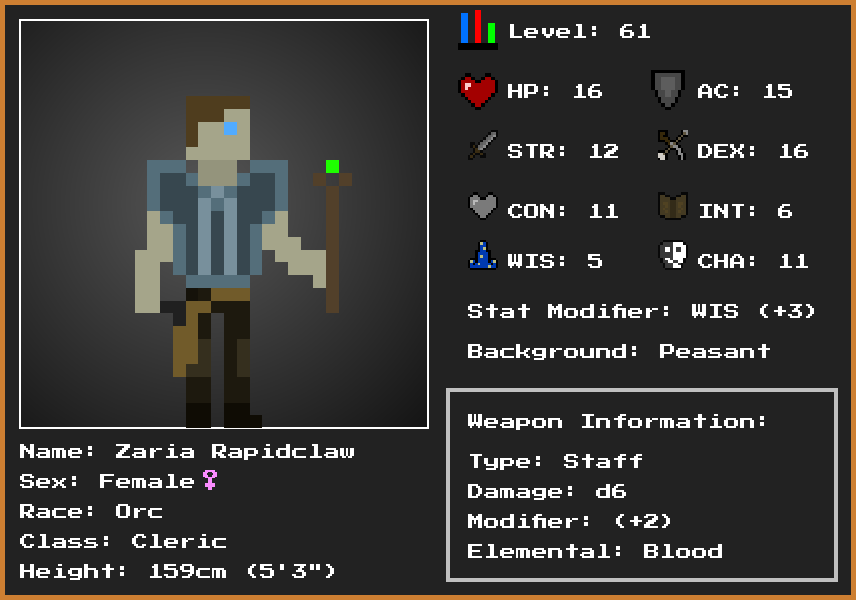 Level: 61
HP: 16 AC: 15
STR: 12 DEX: 16
CON: 11 INT: 6
WIS: 5 CHA: 11
Stat Modifier: WIS (+3)
Background: Peasant
Weapon Information:
Type: Staff
Damage: d6
Modifier: (+2)
Elemental: Blood
Name: Zaria Rapidclaw
Sex: Female♀
Race: Orc
Class: Cleric
Height: 159cm (5'3")